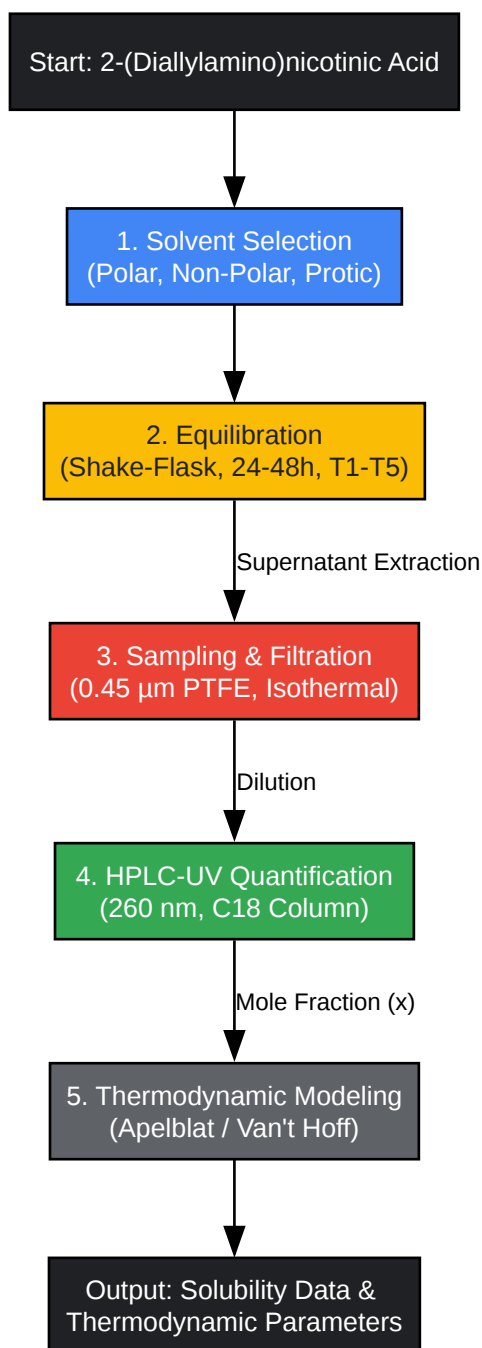 Start: 2-(Diallylamino)nicotinic Acid
1. Solvent Selection
(Polar, Non-Polar, Protic)
2. Equilibration
(Shake-Flask, 24-48h, T1-T5)
Supernatant Extraction
3. Sampling & Filtration
(0.45 µm PTFE, Isothermal)
Dilution
4. HPLC-UV Quantification
(260 nm, C18 Column)
Mole Fraction (x)
5. Thermodynamic Modeling
(Apelblat / Van't Hoff)
Output: Solubility Data &
Thermodynamic Parameters